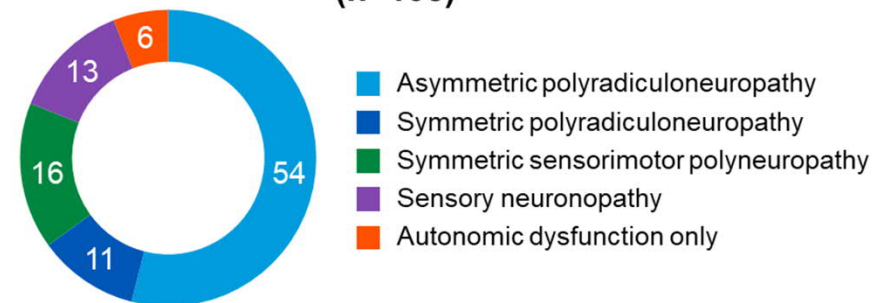 6
13
16
54
11
Asymmetric polyradiculoneuropathy
Symmetric polyradiculoneuropathy
Symmetric sensorimotor polyneuropathy
Sensory neuronopathy
Autonomic dysfunction only